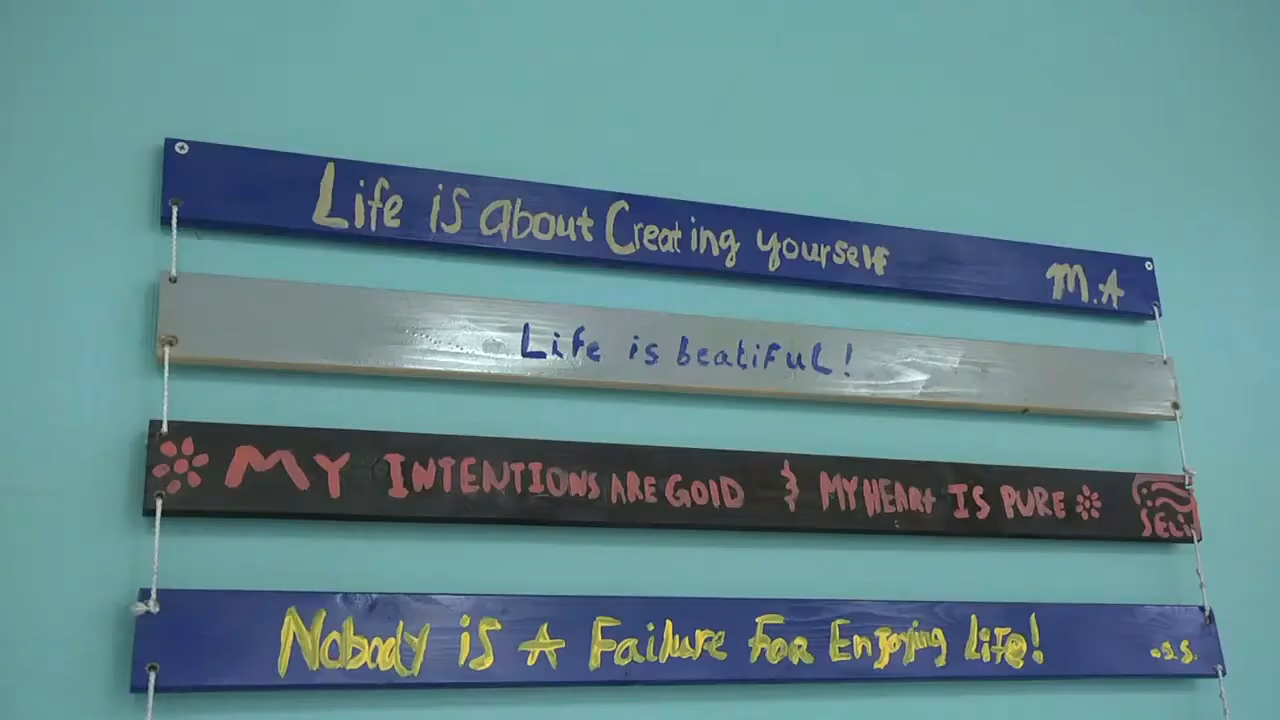 Life is about Creating yourself M.A
Life is beatiful!
MY INTENTIONS ARE GOlD & MY HEARt IS PURE
Nobody is A Failure For Enjoying Life!